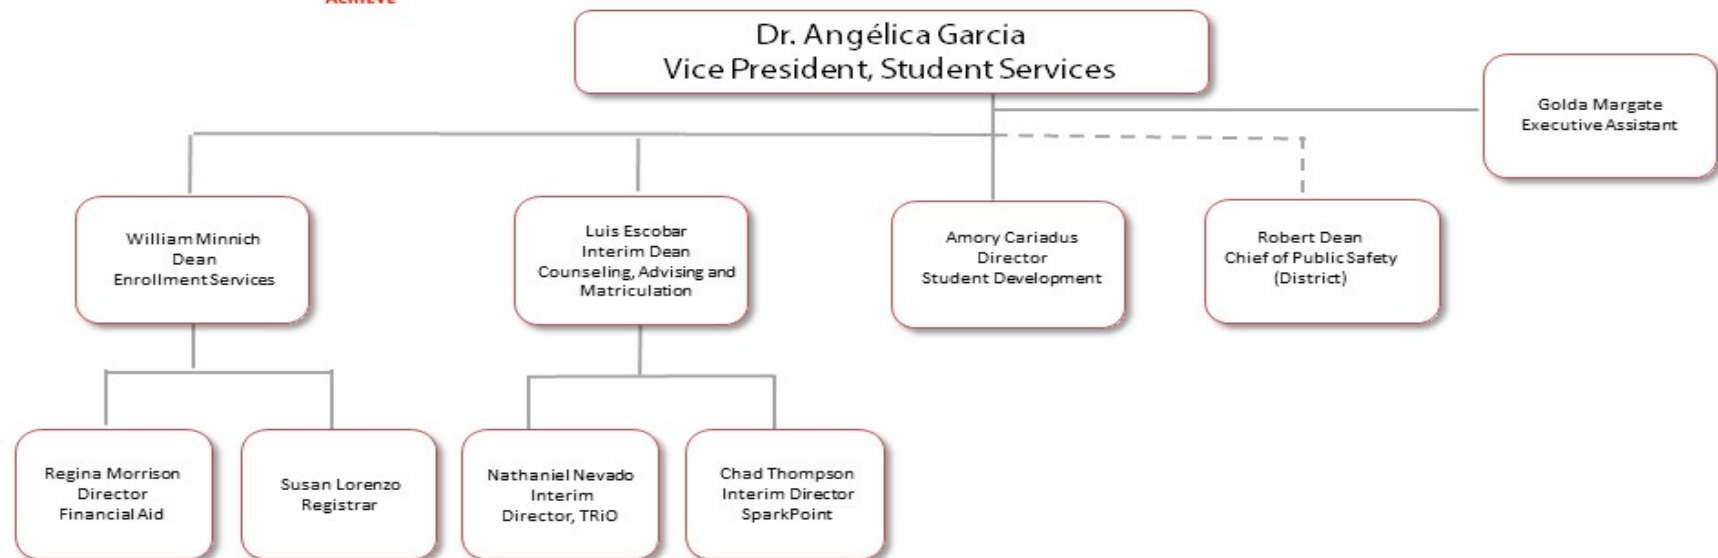 ACHIEVE
Dr. Angélica Garcia
Vice President, Student Services
Golda Margate
Executive Assistant
William Minnich
Dean
Enrollment Services
Luis Escobar
Interim Dean
Counseling, Advising and
Matriculation
Amory Cariadus
Director
Student Development
Robert Dean
Chief of Public Safety
(District)
Regina Morrison
Director
Financial Aid
Susan Lorenzo
Registrar
Nathaniel Nevado
Interim
Director, TRiO
Chad Thompson
Interim Director
SparkPoint